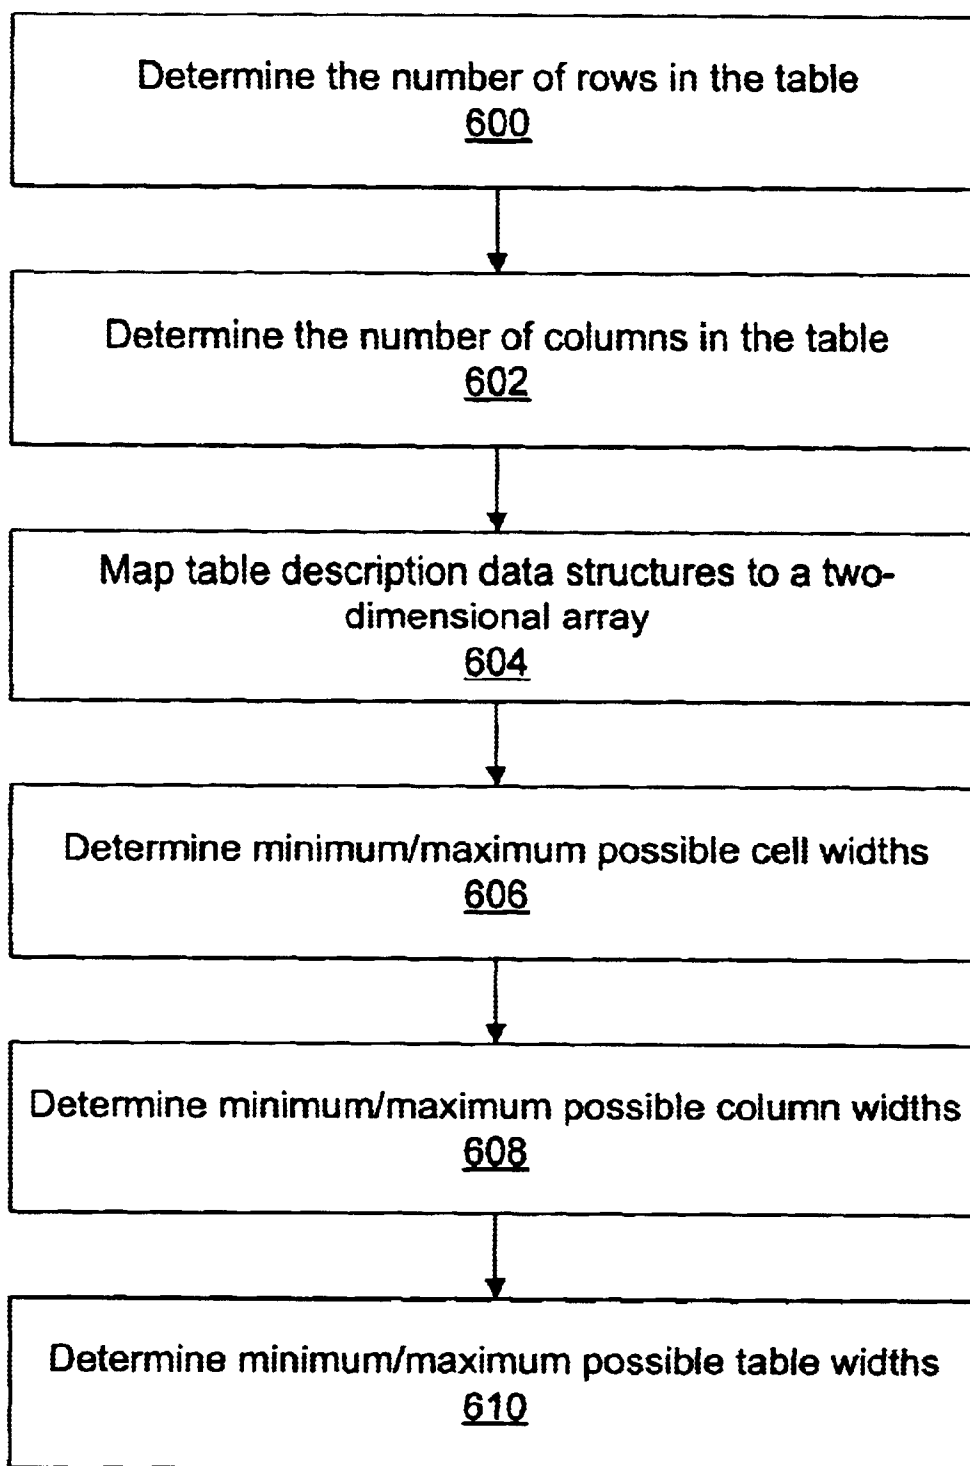 Determine the number of rows in the table
600
Determine the number of columns in the table
602
Map table description data structures to a two-
dimensional array
604
Determine minimum/maximum possible cell widths
606
Determine minimum/maximum possible column widths
608
Determine minimum/maximum possible table widths
610